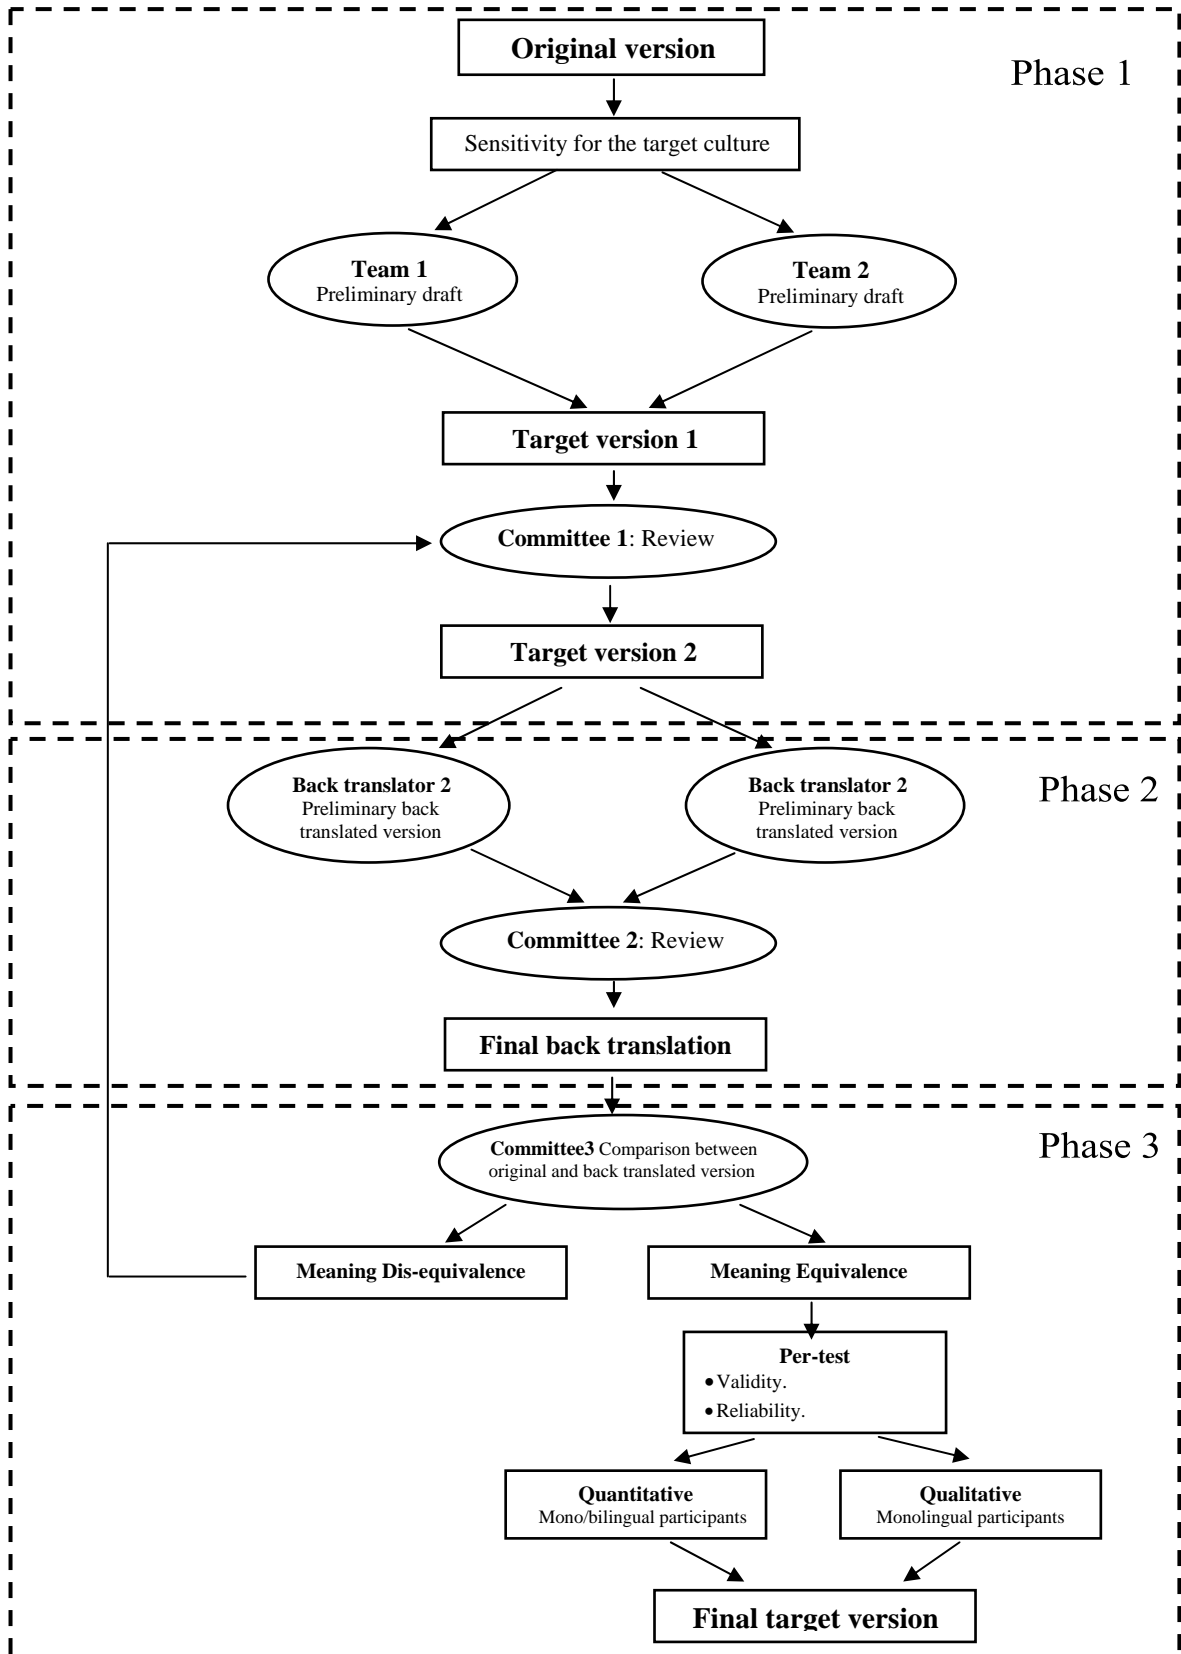 Original version
Phase 1
Sensitivity for the target culture
Team 1
Preliminary draft
Team 2
Preliminary draft
Target version 1
Committee 1: Review
Target version 2
Phase 2
Back translator 2
Preliminary back
translated version
Back translator 2
Preliminary back
translated version
Committee 2: Review
Final back translation
Phase 3
Committee3 Comparison between
original and back translated version
Meaning Dis-equivalence
Meaning Equivalence
Per-test
•Validity.
•Reliability.
Quantitative
Mono/bilingual participants
Qualitative
Monolingual participants
Final target version